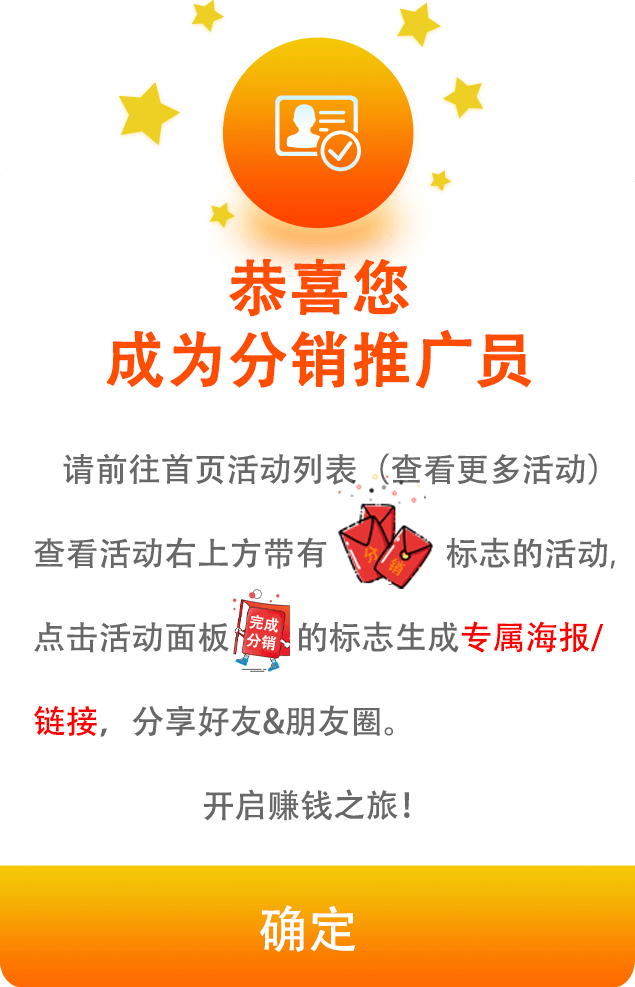 恭喜您
成为分销推广员
请前往首页活动列表（查看更多活动）
查看活动右上方带有 分销 标志的活动,
点击活动面板 完成分销 的标志生成专属海报/
链接，分享好友&朋友圈。
开启赚钱之旅！
确定